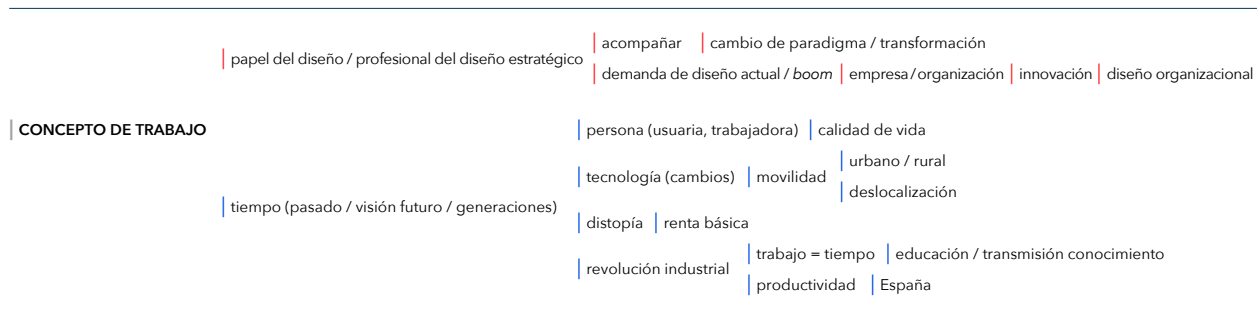 papel del diseño / profesional del diseño estratégico
acompañar
cambio de paradigma / transformación
demanda de diseño actual / boom
empresa / organización
innovación
diseño organizacional
CONCEPTO DE TRABAJO
tiempo (pasado / visión futuro / generaciones)
persona (usuaria, trabajadora)
calidad de vida
tecnología (cambios)
movilidad
urbano / rural
deslocalización
distopía
renta básica
revolución industrial
trabajo = tiempo
educación / transmisión conocimiento
productividad
España